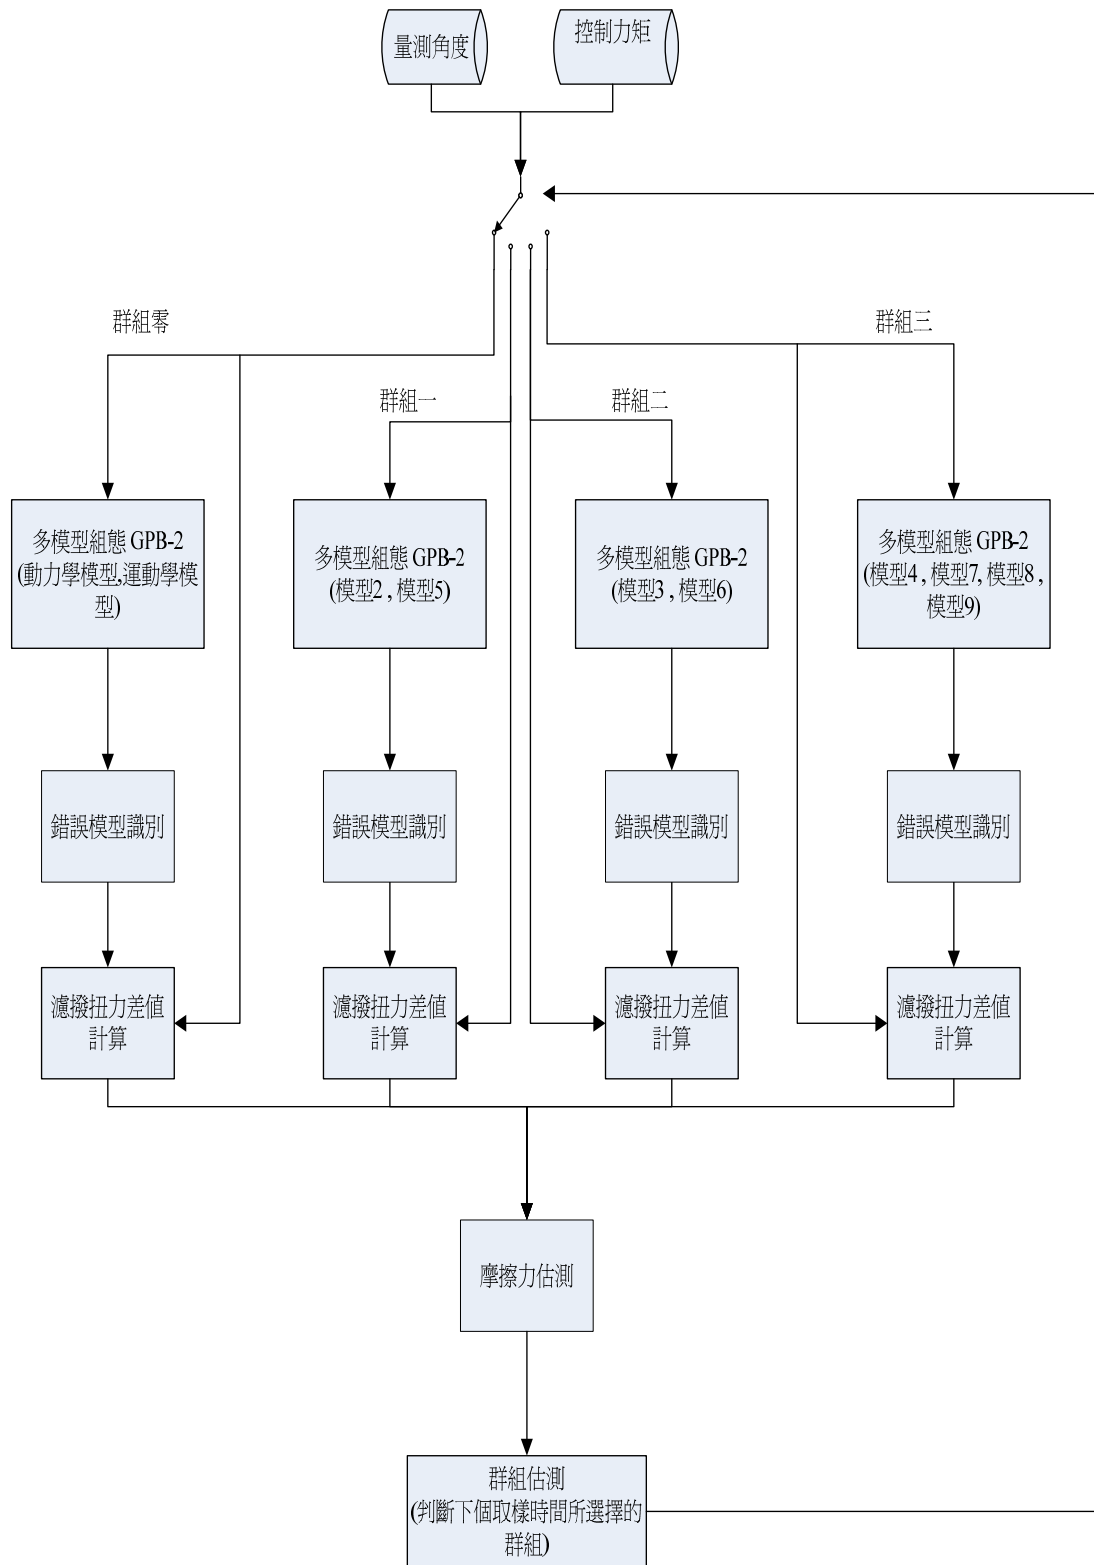 量測角度
控制力矩
群組零
群組三
群組一
群組二
多模型組態 GPB-2
(動力學模型,運動學模
型)
多模型組態 GPB-2
(模型2 , 模型5)
多模型組態 GPB-2
(模型3 , 模型6)
多模型組態 GPB-2
(模型4 , 模型7, 模型8 ,
模型9)
錯誤模型識別
錯誤模型識別
錯誤模型識別
錯誤模型識別
濾撥扭力差值
計算
濾撥扭力差值
計算
濾撥扭力差值
計算
濾撥扭力差值
計算
摩擦力估測
群組估測
(判斷下個取樣時間所選擇的
群組)